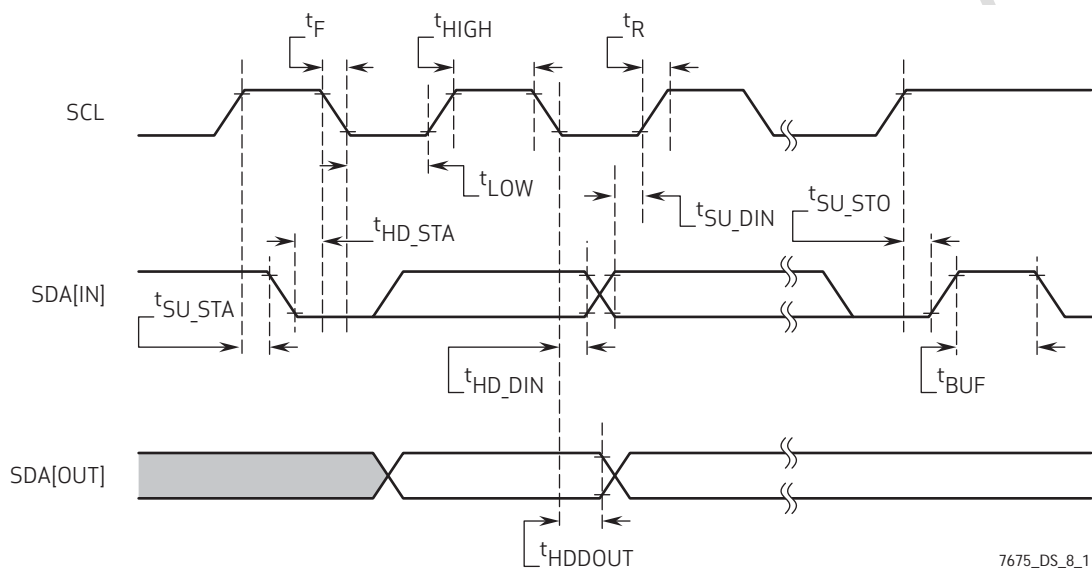 tF
tHIGH
tR
SCL
tLOW
tSU_DIN
tSU_STO
tHD_STA
SDA[IN]
tSU_STA
tHD_DIN
tBUF
SDA[OUT]
tHDDOUT
7675_DS_8_1